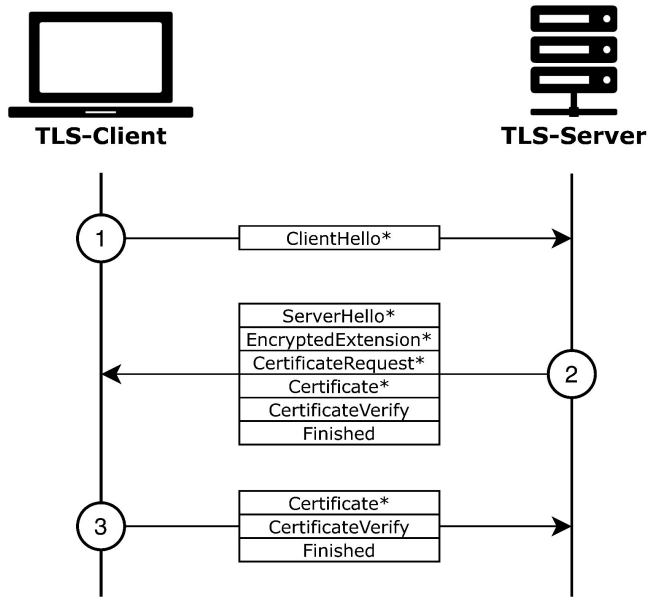 TLS-Client
TLS-Server
1
ClientHello*
ServerHello*
EncryptedExtension*
CertificateRequest*
Certificate*
CertificateVerify
Finished
2
3
Certificate*
CertificateVerify
Finished